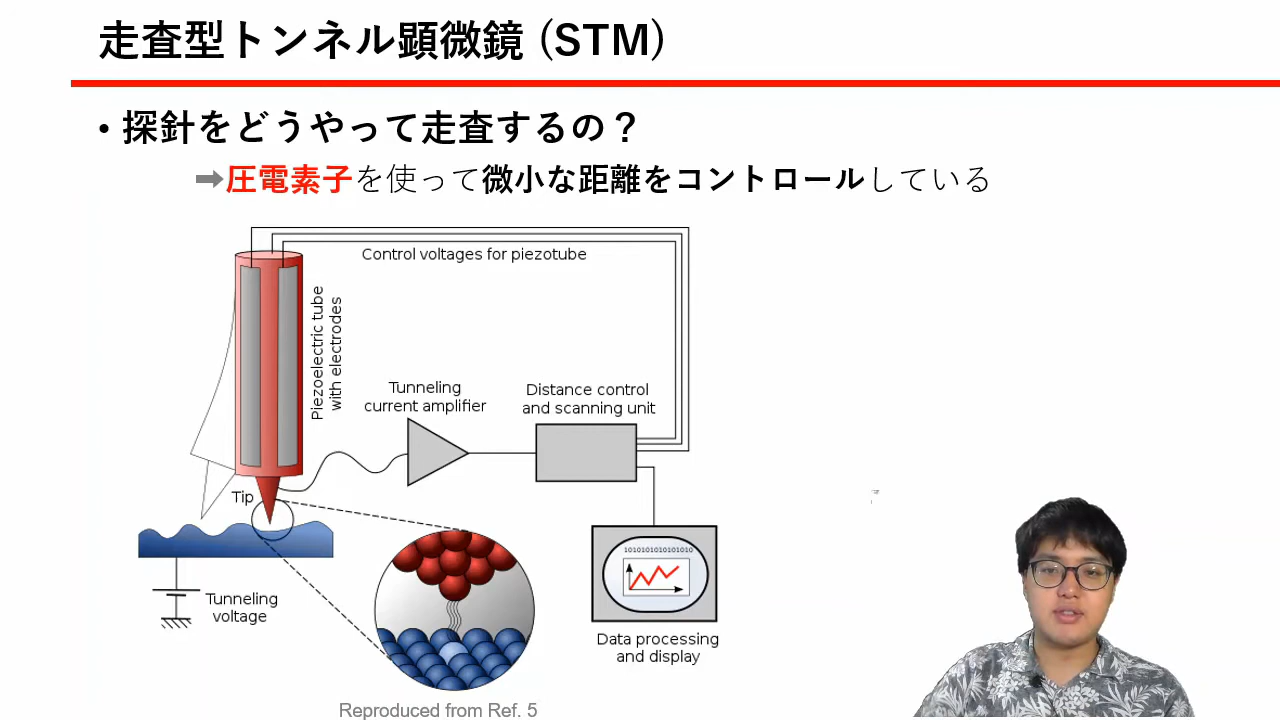 走査型トンネル顕微鏡 (STM)
• 探針をどうやって走査するの？
➡圧電素子を使って微小な距離をコントロールしている
Control voltages for piezotube
Piezoelectric tube
with electrodes
Tunneling
current amplifier
Distance control
and scanning unit
Tip
1010101010101010
Tunneling
voltage
Data processing
and display
Reproduced from Ref. 5